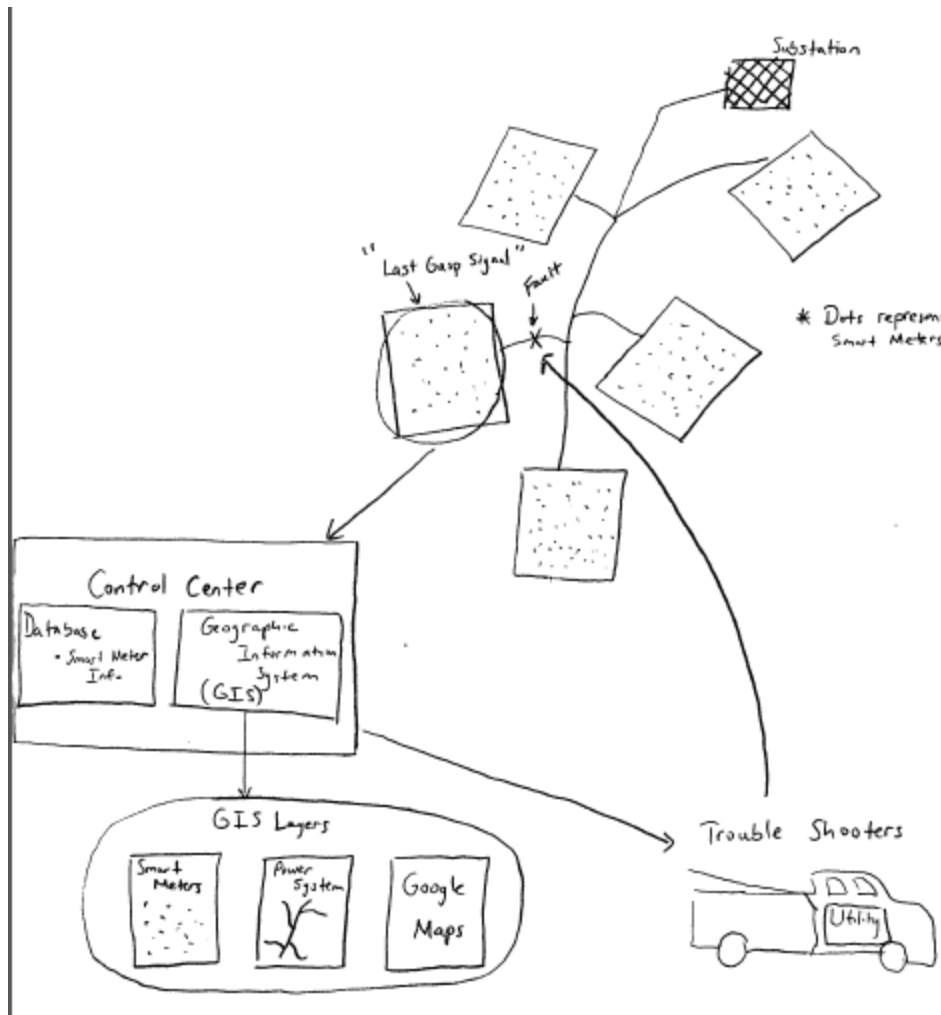 Substation
"Last Gasp Signal"
Fault
* Dots represen
Smart Meters
Control Center
Database
• Smart Meter
Info
Geographic
Information
System
(GIS)
GIS Layers
Smart
Meters
Power
System
Google
Maps
Trouble Shooters
Utility